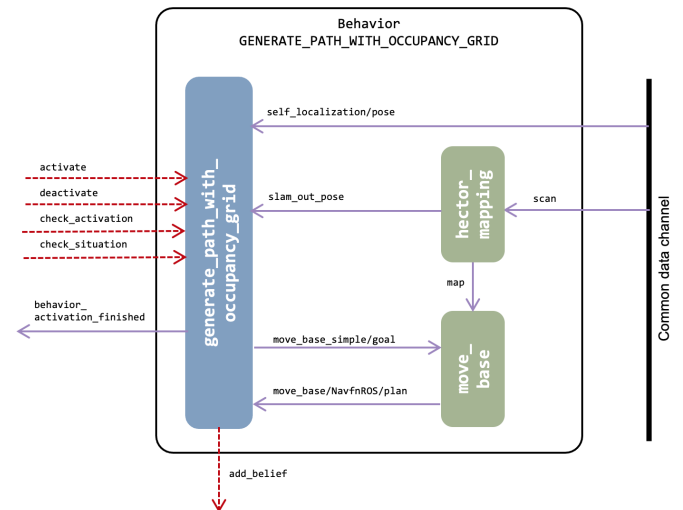 Behavior
GENERATE_PATH_WITH_OCCUPANCY_GRID
self_localization/pose
activate
deactivate
check_activation
check_situation
generate_path_with_
occupancy_grid
slam_out_pose
hector_
mapping
scan
map
behavior_
activation_finished
move_base_simple/goal
move_base/NavfnROS/plan
move_
base
add_belief
Common data channel